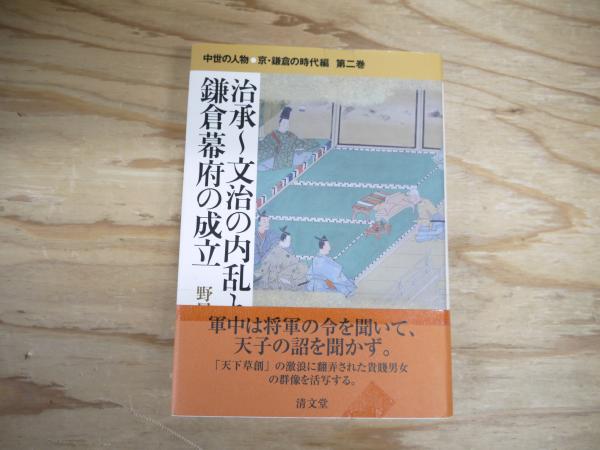 中世の人物●京・鎌倉の時代編 第二巻
治承～文治の内乱と
鎌倉幕府の成立
野
軍中は将軍の令を聞いて、
天子の詔を聞かず。
「天下草創」の激浪に翻弄された貴賤男女
の群像を活写する。
清文堂